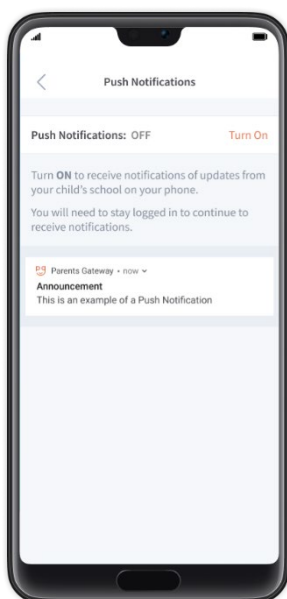 Push Notifications
Push Notifications: OFF Turn On
Turn ON to receive notifications of updates from
your child's school on your phone.
You will need to stay logged in to continue to
receive notifications.
Parents Gateway • now
Announcement
This is an example of a Push Notification